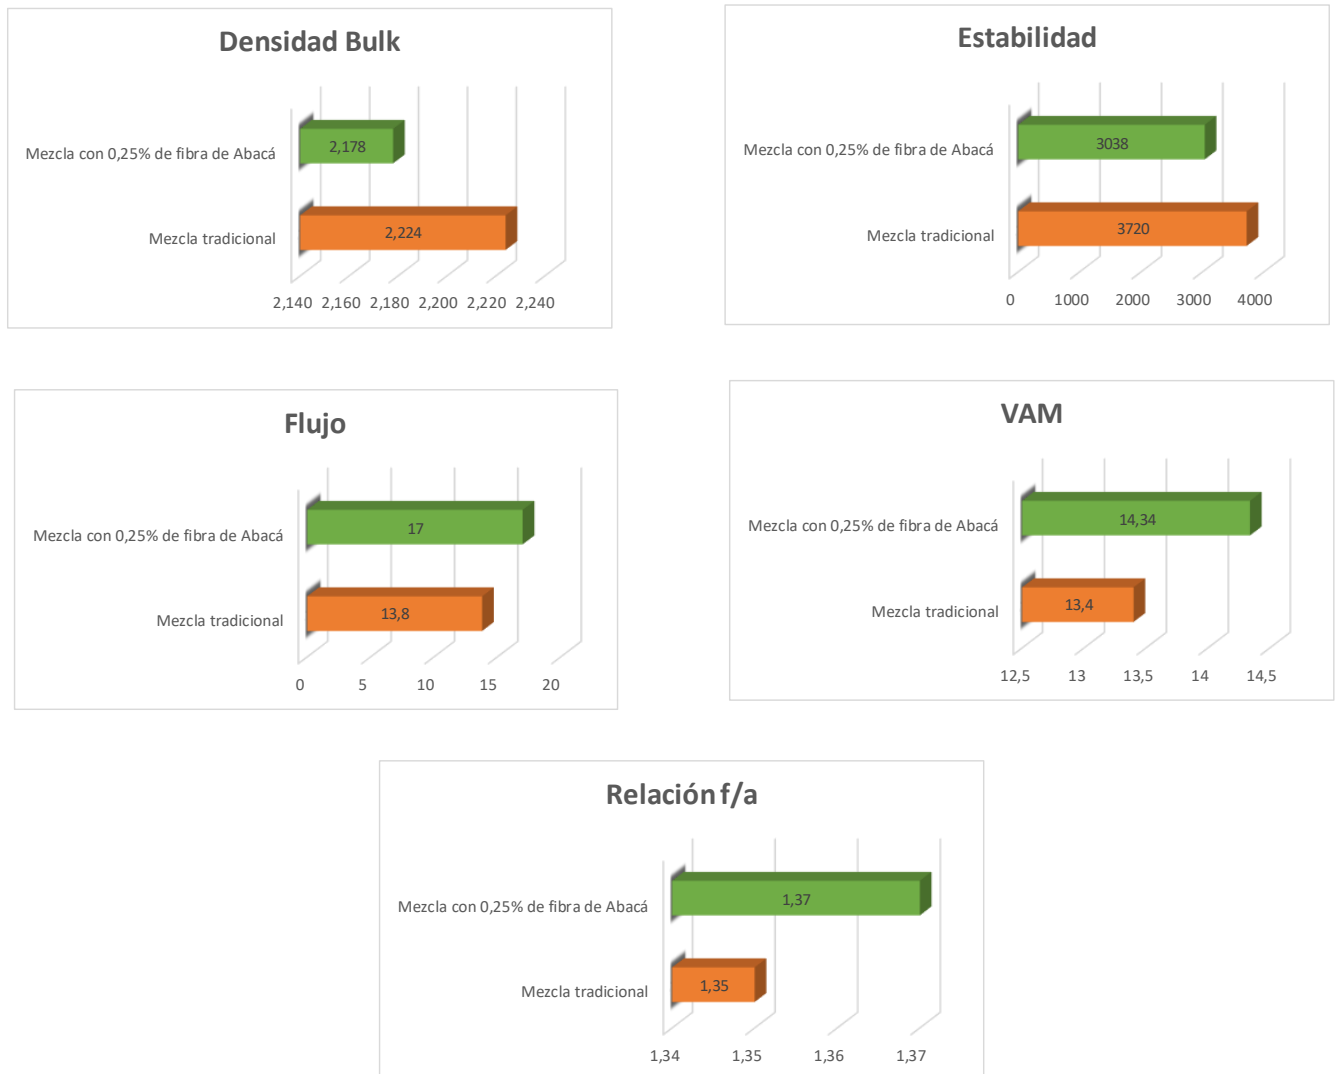 Densidad Bulk
Mezcla con 0,25% de fibra de Abacá
2,178
Mezcla tradicional
2,224
2,140 2,160 2,180 2,200 2,220 2,240
Estabilidad
Mezcla con 0,25% de fibra de Abacá
3038
Mezcla tradicional
3720
0 1000 2000 3000 4000
Flujo
Mezcla con 0,25% de fibra de Abacá
17
Mezcla tradicional
13,8
0 5 10 15 20
VAM
Mezcla con 0,25% de fibra de Abacá
14,34
Mezcla tradicional
13,4
12,5 13 13,5 14 14,5
Relación f/a
Mezcla con 0,25% de fibra de Abacá
1,37
Mezcla tradicional
1,35
1,34 1,35 1,36 1,37